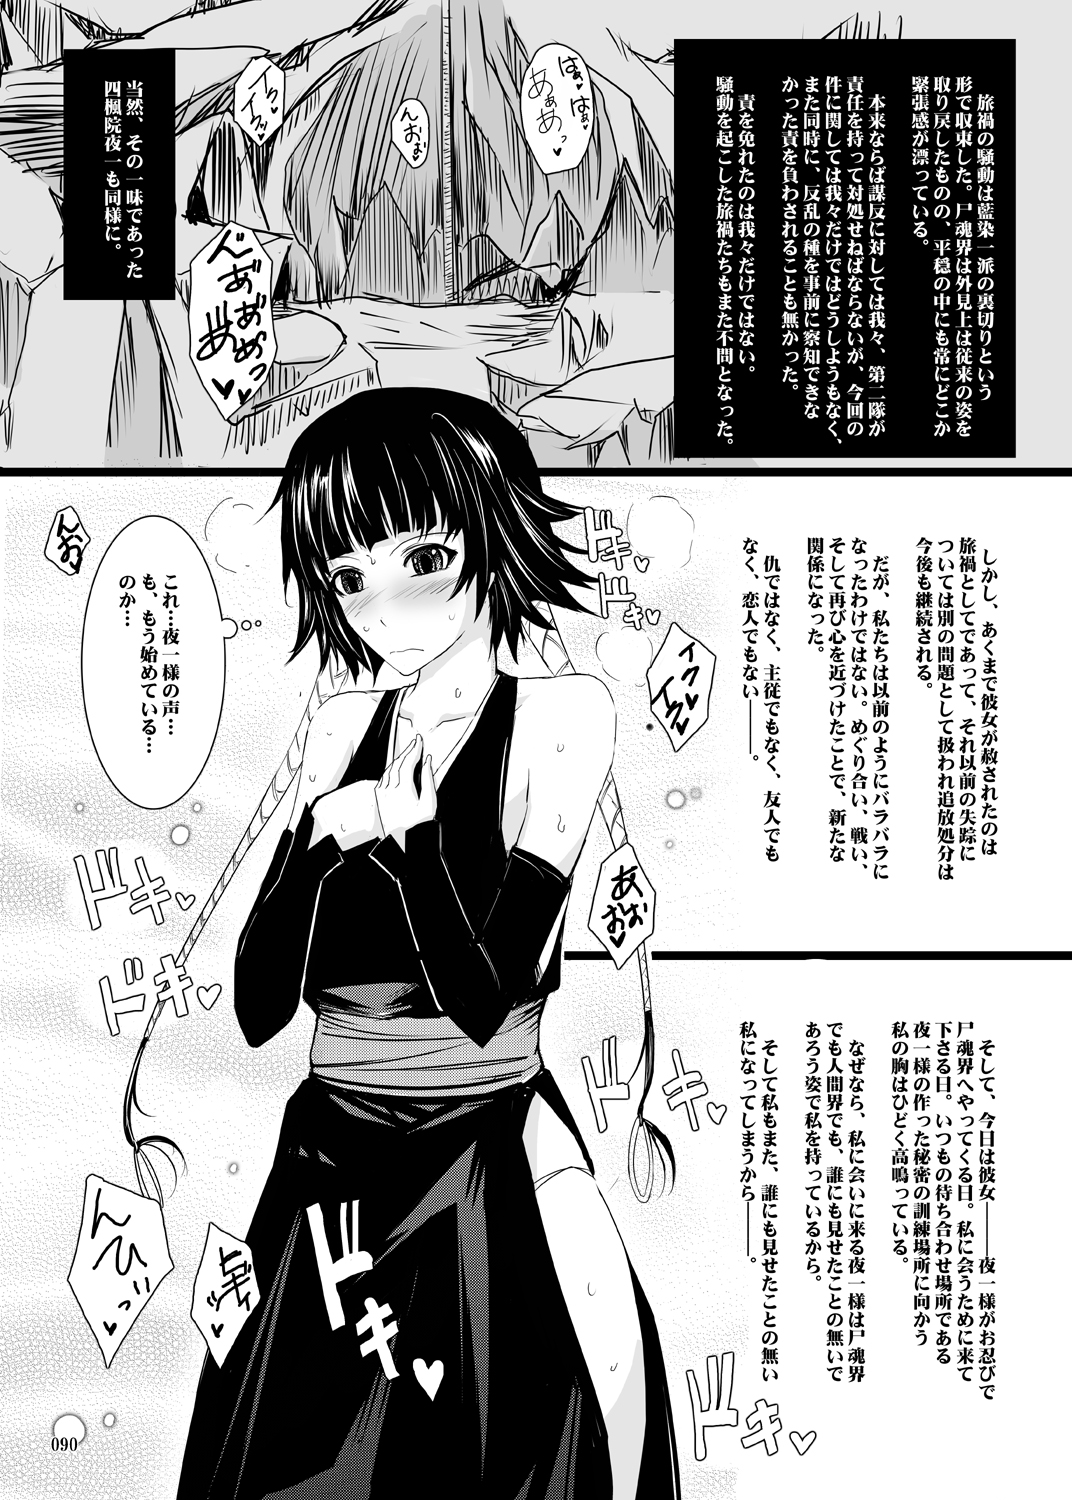 旅禍の騒動は藍染一派の裏切りという
形で収束した。尸魂界は外見上は従来の姿を
取り戻したものの、平穏の中にも常にどこか
緊張感が漂っている。
本来ならば謀反に対しては我々、第二隊が
責任を持って対処せねばならないが、今回の
件に関しては我々だけではどうしようもなく、
また同時に、反乱の種を事前に察知できな
かった責を負わされることも無かった。
責を免れたのは我々だけではない。
騒動を起こした旅禍たちもまた不問となった。
はぁ♥はぁ♥
あぁあっ
んおぉ♥
イク♥
イクッ♥
んおっ♥
あぁあぁめっ♥♥
当然、その一味であった
四楓院夜一も同様に。
しかし、あくまで彼女が赦されたのは
旅禍としてであって、それ以前の失踪に
ついては別の問題として扱われ追放処分は
今後も継続される。
だが、私たちは以前のようにバラバラに
なったわけではない。めぐり合い、戦い、
そして再び心を近づけたことで、新たな
関係になった。
仇ではなく、主従でもなく、友人でも
なく、恋人でもない――。
ドキドキ♥
イクッ
イクッ♥
これ…夜一様の声…
も、もう始めている…
のか…
んおっ
ドキ♥
ドキ♥
あぉ
おおお♥
そして、今日は彼女――夜一様がお忍びで
尸魂界へやってくる日。私に会うために来て
下さる日。いつもの待ち合わせ場所である
夜一様の作った秘密の訓練場所に向かう
私の胸はひどく高鳴っている。
なぜなら、私に会いに来る夜一様は尸魂界
でも人間界でも、誰にも見せたことの無いで
あろう姿で私を持っているから。
そして私もまた、誰にも見せたことの無い
私になってしまうから――。
ドキ♥
んひぃっ♥
ドキ♥
ドキ♥
090